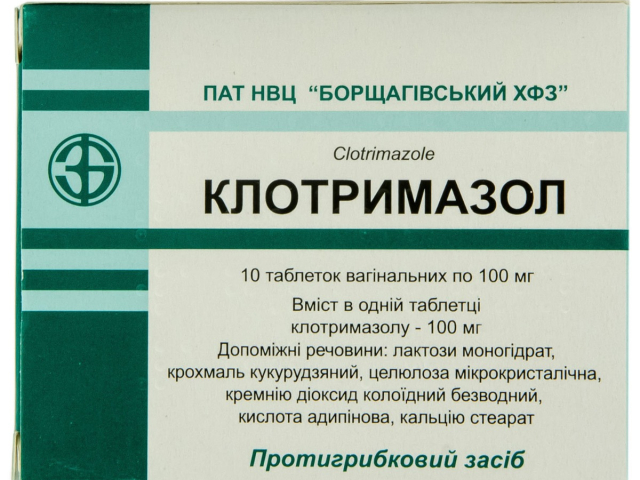 ПАТ НВЦ “БОРЩАГІВСЬКИЙ ХФЗ”
Clotrimazole
КЛОТРИМАЗОЛ
10 таблеток вагінальних по 100 мг
Вміст в одній таблетці
клотримазолу - 100 мг
Допоміжні речовини: лактози моногідрат,
крохмаль кукурудзяний, целюлоза мікрокристалічна,
кремнію діоксид колоїдний безводний,
кислота адипінова, кальцію стеарат
Протигрибковий засіб